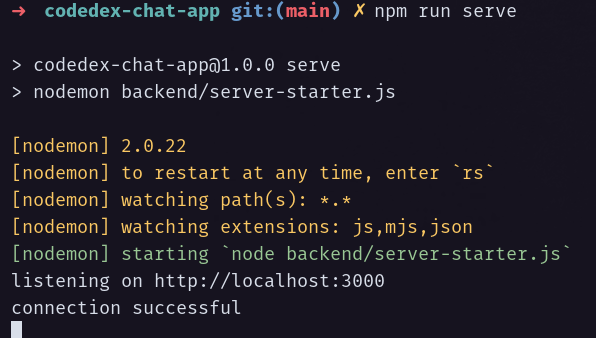 → codedex-chat-app git:(main) ✗ npm run serve
> codedex-chat-app@1.0.0 serve
> nodemon backend/server-starter.js
[nodemon] 2.0.22
[nodemon] to restart at any time, enter `rs`
[nodemon] watching path(s): *.*
[nodemon] watching extensions: js,mjs,json
[nodemon] starting `node backend/server-starter.js`
listening on http://localhost:3000
connection successful